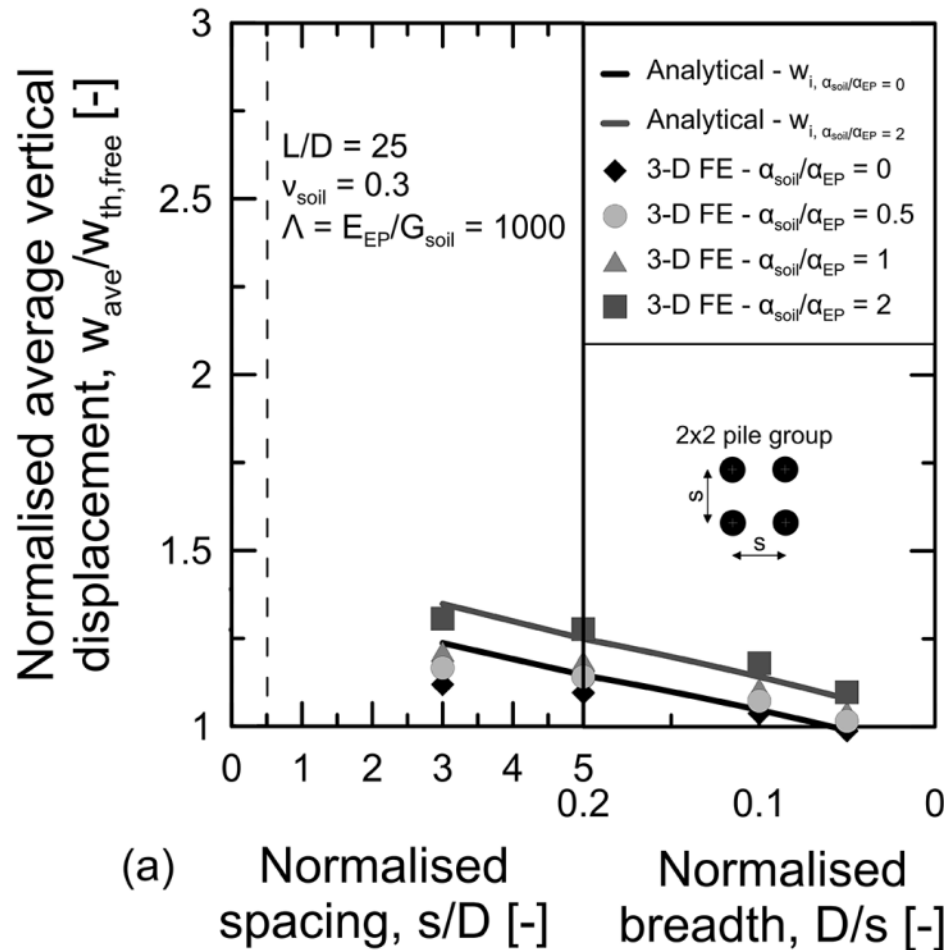 Normalised average vertical
displacement, w_ave/w_th,free [-]
3
2.5
2
1.5
1
L/D = 25
ν_soil = 0.3
Λ = E_EP/G_soil = 1000
Analytical - w_i, α_soil/α_EP = 0
Analytical - w_i, α_soil/α_EP = 2
3-D FE - α_soil/α_EP = 0
3-D FE - α_soil/α_EP = 0.5
3-D FE - α_soil/α_EP = 1
3-D FE - α_soil/α_EP = 2
2x2 pile group
s
s
0 1 2 3 4 5
0.2 0.1 0
(a)
Normalised
spacing, s/D [-]
Normalised
breadth, D/s [-]